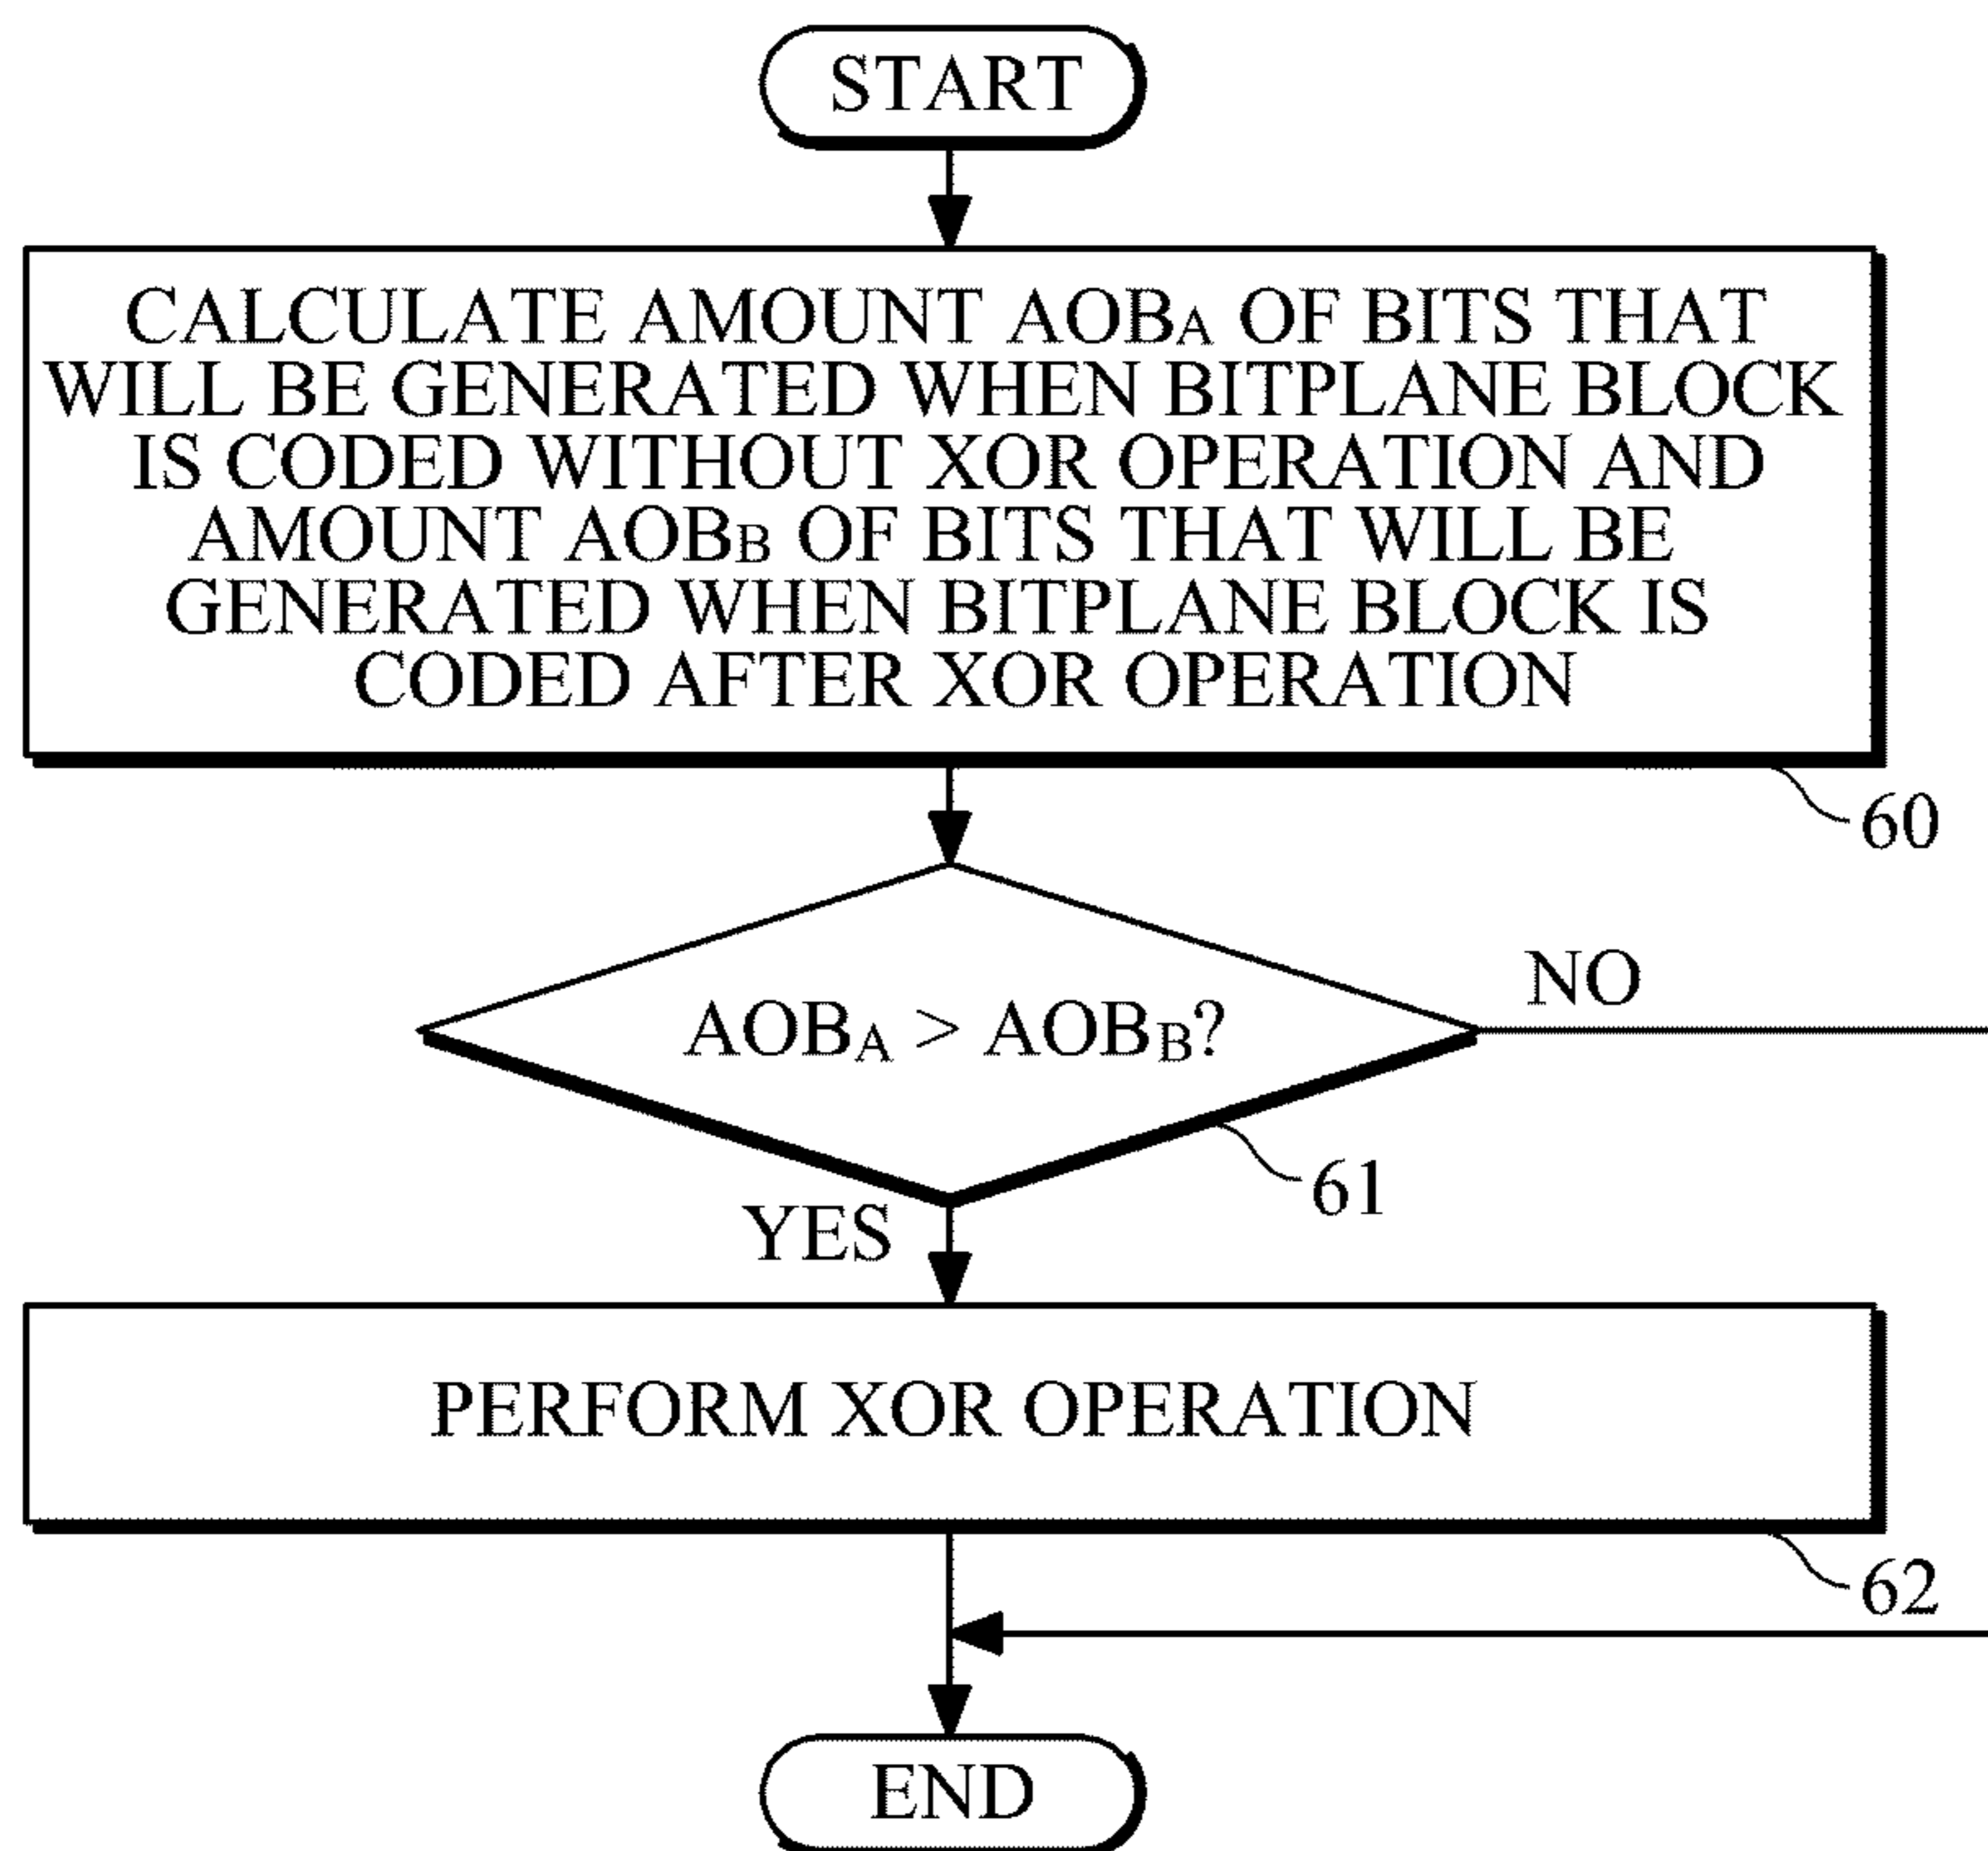 START
CALCULATE AMOUNT AOBA OF BITS THAT
WILL BE GENERATED WHEN BITPLANE BLOCK
IS CODED WITHOUT XOR OPERATION AND
AMOUNT AOBB OF BITS THAT WILL BE
GENERATED WHEN BITPLANE BLOCK IS
CODED AFTER XOR OPERATION
60
AOBA > AOBB?
NO
61
YES
PERFORM XOR OPERATION
62
END